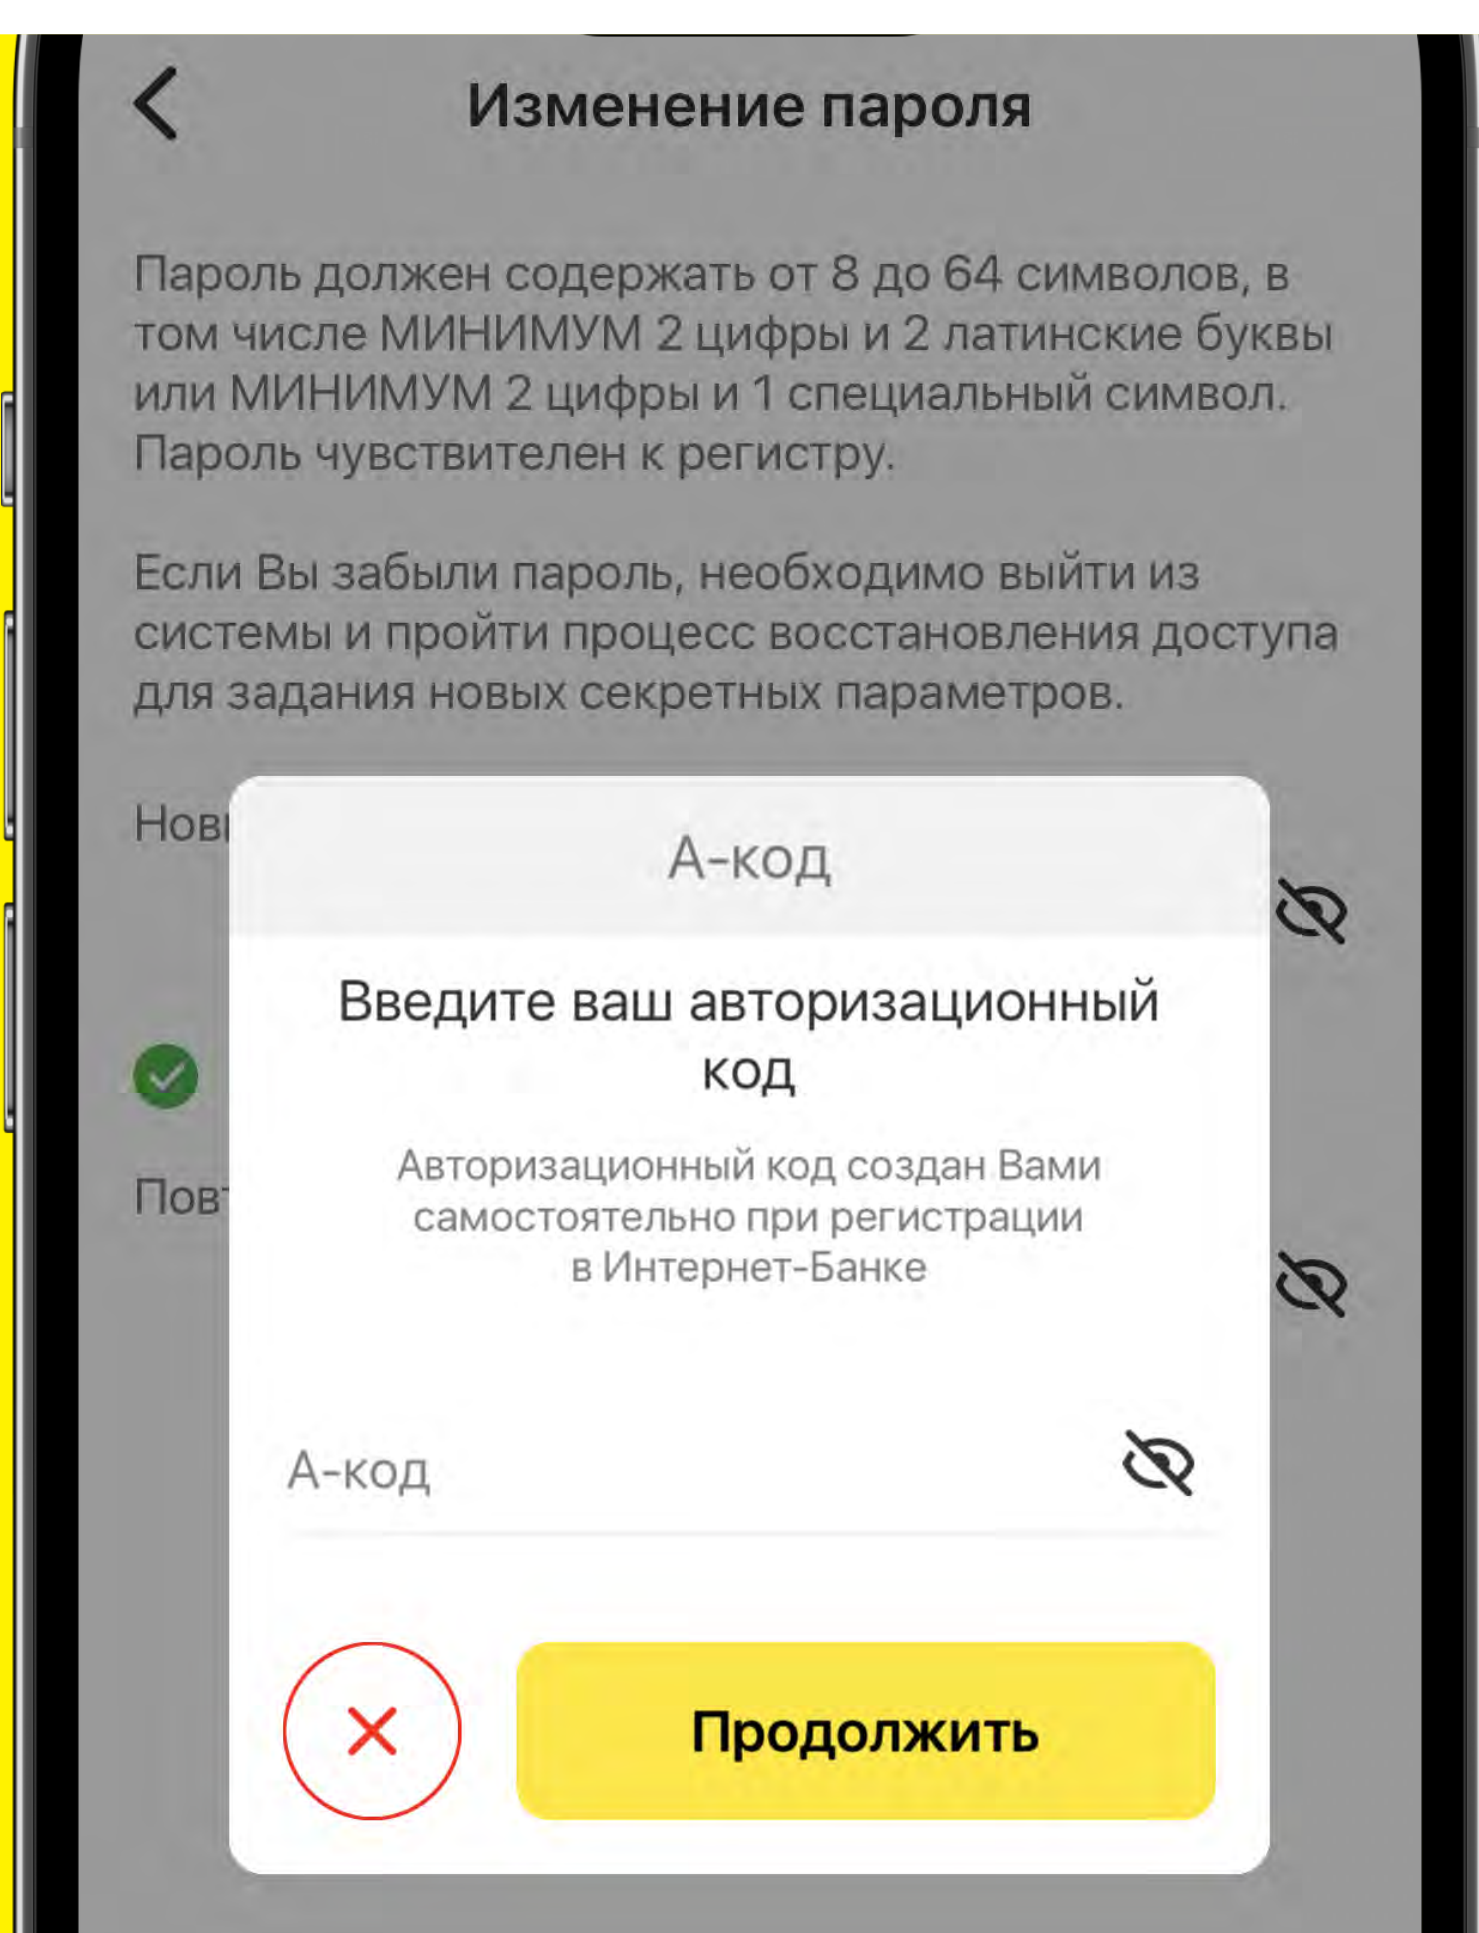 Изменение пароля
Пароль должен содержать от 8 до 64 символов, в
том числе МИНИМУМ 2 цифры и 2 латинские буквы
или МИНИМУМ 2 цифры и 1 специальный символ.
Пароль чувствителен к регистру.
Если Вы забыли пароль, необходимо выйти из
системы и пройти процесс восстановления доступа
для задания новых секретных параметров.
А-код
Введите ваш авторизационный
код
Авторизационный код создан Вами
самостоятельно при регистрации
в Интернет-Банке
А-код
Продолжить